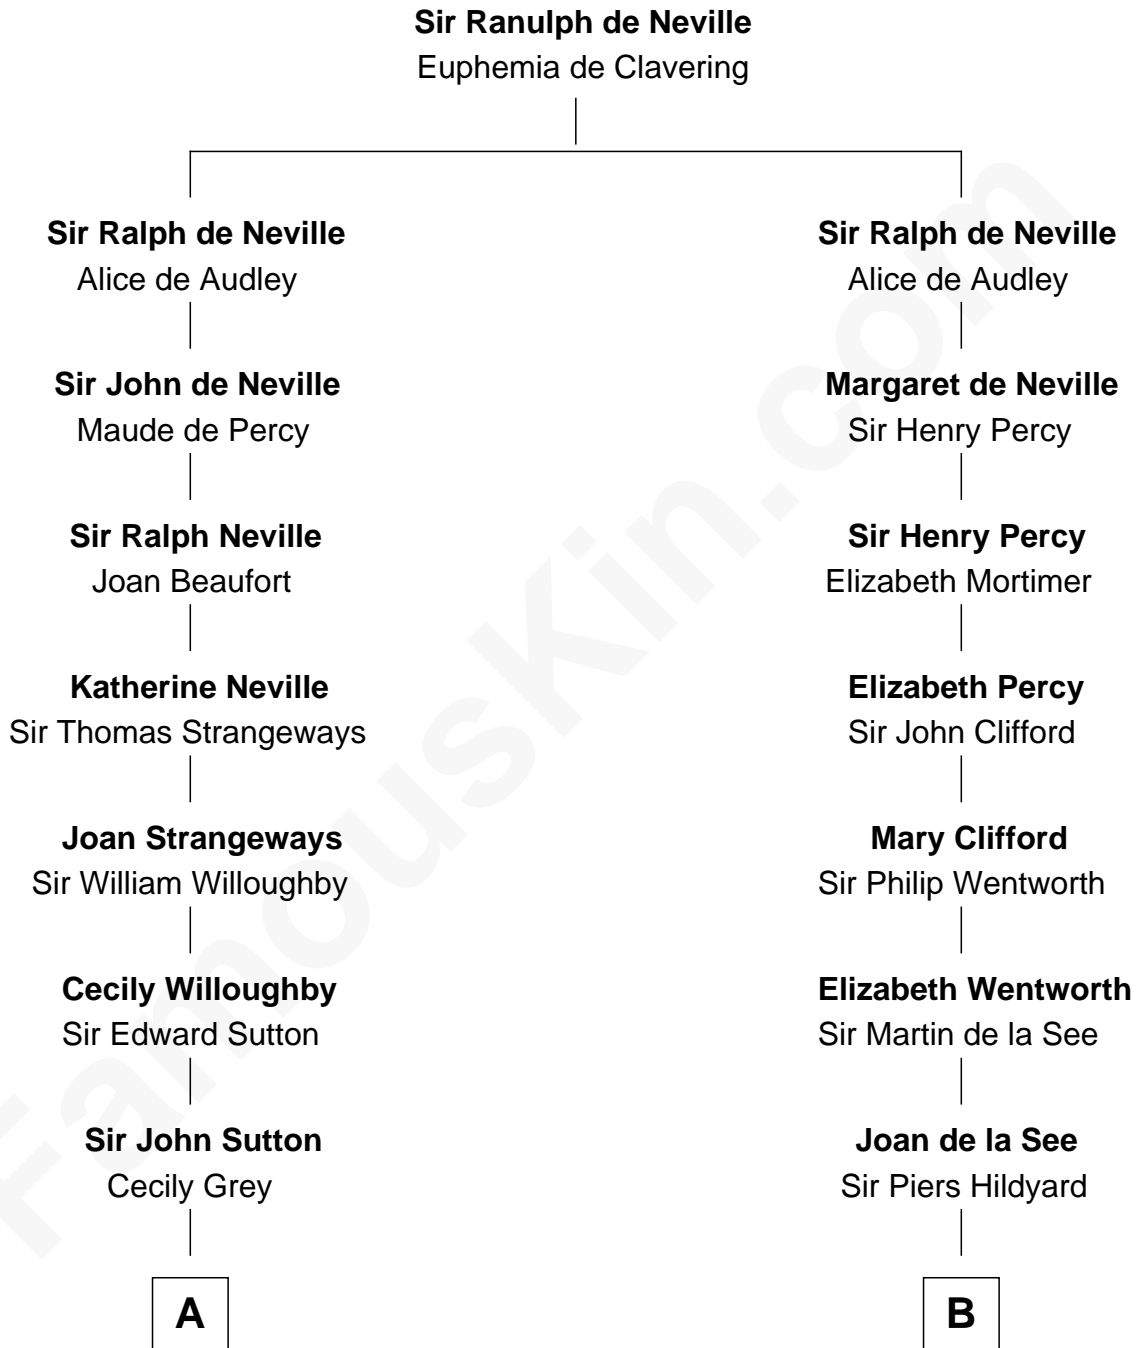 Sir Ranulph de Neville
Euphemia de Clavering
Sir Ralph de Neville
Alice de Audley
Sir John de Neville
Maude de Percy
Sir Ralph Neville
Joan Beaufort
Katherine Neville
Sir Thomas Strangeways
Joan Strangeways
Sir William Willoughby
Cecily Willoughby
Sir Edward Sutton
Sir John Sutton
Cecily Grey
A
Sir Ralph de Neville
Alice de Audley
Margaret de Neville
Sir Henry Percy
Sir Henry Percy
Elizabeth Mortimer
Elizabeth Percy
Sir John Clifford
Mary Clifford
Sir Philip Wentworth
Elizabeth Wentworth
Sir Martin de la See
Joan de la See
Sir Piers Hildyard
B
FamousKin.com